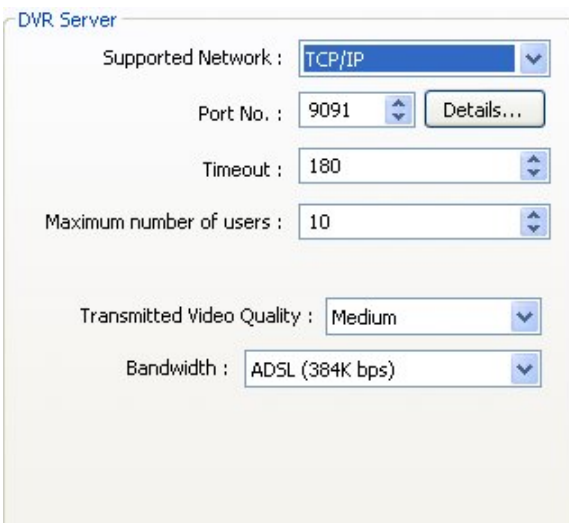 DVR Server
Supported Network : TCP/IP
Port No. : 9091 Details...
Timeout : 180
Maximum number of users : 10
Transmitted Video Quality : Medium
Bandwidth : ADSL (384K bps)